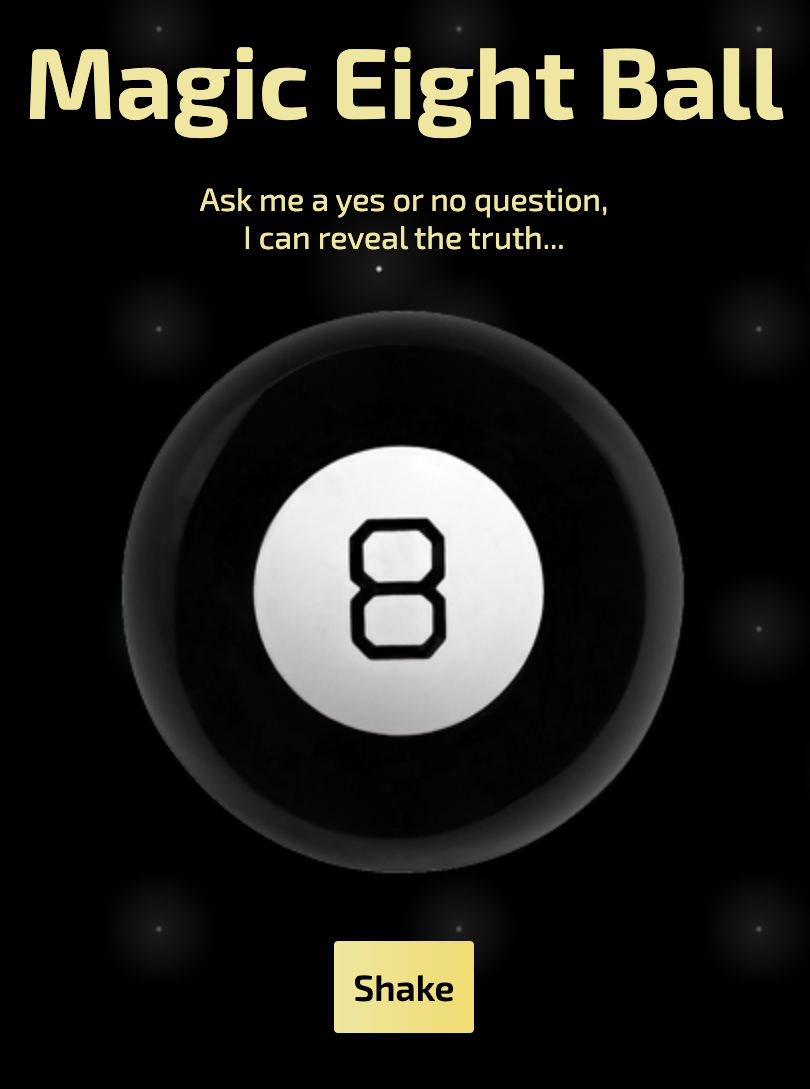 Magic Eight Ball
Ask me a yes or no question,
I can reveal the truth...
8
Shake